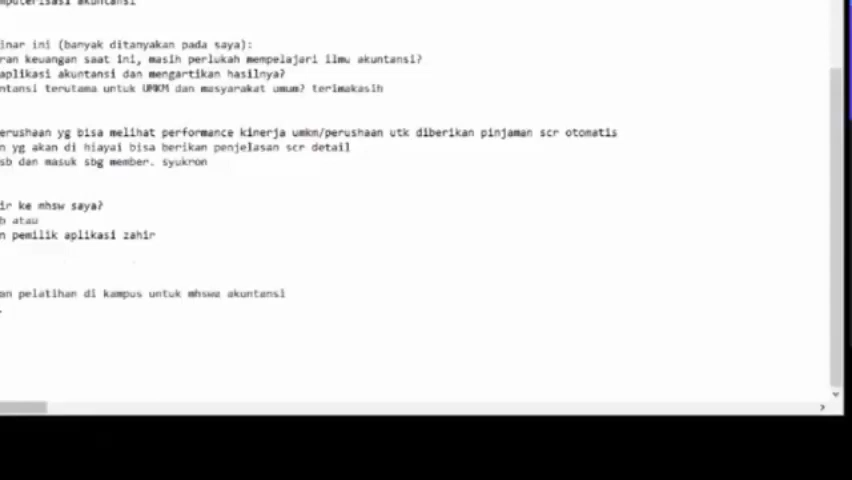 mputerisasi akuntansi
inar ini (banyak ditanyakan pada saya):
ran keuangan saat ini, masih perlukah mempelajari ilmu akuntansi?
aplikasi akuntansi dan mengartikan hasilnya?
ntansi terutama untuk UMKM dan masyarakat umum? terimakasih
erushaan yg bisa melihat performance kinerja umkm/perushaan utk diberikan pinjaman scr otomatis
n yg akan di hiayai bisa berikan penjelasan scr detail
sb dan masuk sbg member. syukron
ir ke mhsw saya?
b atau
n pemilik aplikasi zahir
an pelatihan di kampus untuk mhswa akuntansi